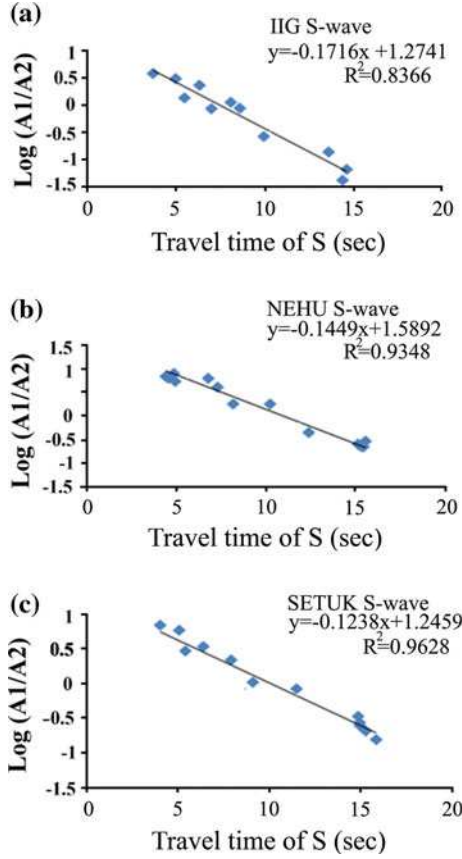 (a)
IIG S-wave
y=-0.1716x +1.2741
R²=0.8366
Log (A1/A2)
1
0.5
0
-0.5
-1
-1.5
0 5 10 15 20
Travel time of S (sec)
(b)
NEHU S-wave
y=-0.1449x+1.5892
R²=0.9348
Log (A1/A2)
1.5
1
0.5
0
-0.5
-1
-1.5
0 5 10 15 20
Travel time of S (sec)
(c)
SETUK S-wave
y=-0.1238x+1.2459
R²=0.9628
Log (A1/A2)
1
0.5
0
-0.5
-1
-1.5
0 5 10 15 20
Travel time of S (sec)